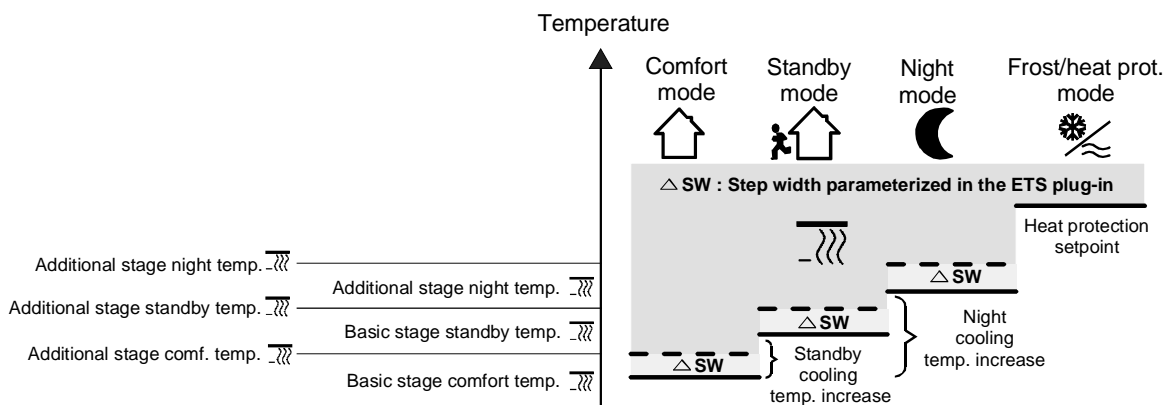 Temperature
Comfort
mode
Standby
mode
Night
mode
Frost/heat prot.
mode
△ SW : Step width parameterized in the ETS plug-in
Heat protection
setpoint
Additional stage night temp.
△ SW
Additional stage night temp.
Additional stage standby temp.
△ SW
Basic stage standby temp.
Night
cooling
temp. increase
Additional stage comf. temp.
△ SW
Standby
cooling
temp. increase
Basic stage comfort temp.